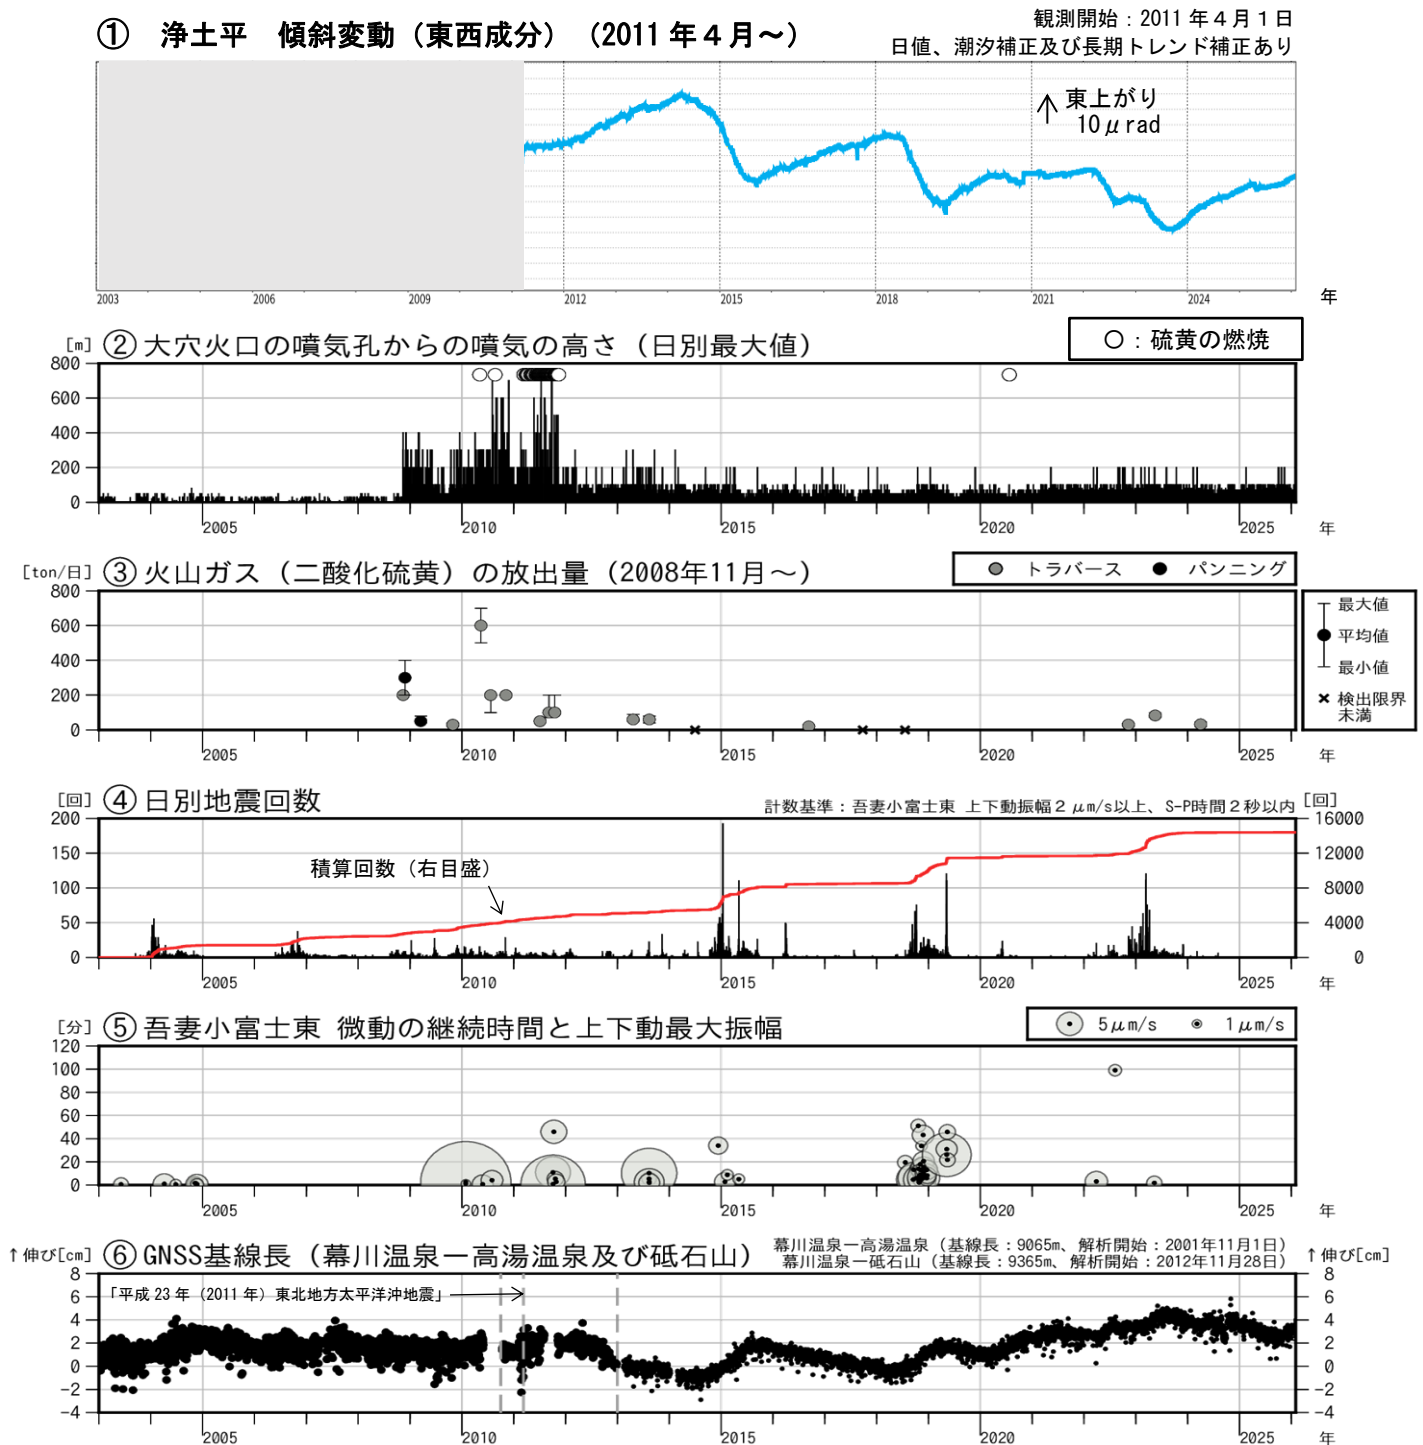 ① 浄土平 傾斜変動（東西成分）（2011年４月～）
観測開始：2011年４月１日
日値、潮汐補正及び長期トレンド補正あり
東上がり
10μrad
2003 2006 2009 2012 2015 2018 2021 2024 年
[m] ②大穴火口の噴気孔からの噴気の高さ（日別最大値）
○：硫黄の燃焼
800
600
400
200
0
2005 2010 2015 2020 2025 年
[ton/日] ③火山ガス（二酸化硫黄）の放出量（2008年11月～）
トラバース パンニング
800
600
400
200
0
最大値
平均値
最小値
検出限界
未満
2005 2010 2015 2020 2025 年
[回] ④日別地震回数
計数基準：吾妻小富士東 上下動振幅２μm/s以上、S-P時間２秒以内 [回]
200 16000
150 12000
100 8000
50 4000
0 0
積算回数（右目盛）
2005 2010 2015 2020 2025 年
[分] ⑤吾妻小富士東 微動の継続時間と上下動最大振幅
5μm/s 1μm/s
120
100
80
60
40
20
0
2005 2010 2015 2020 2025 年
↑伸び[cm] ⑥GNSS基線長（幕川温泉ー高湯温泉及び砥石山）
幕川温泉ー高湯温泉（基線長：9065m、解析開始：2001年11月1日）
幕川温泉ー砥石山（基線長：9365m、解析開始：2012年11月28日）
↑伸び[cm]
8 8
6 6
4 4
2 2
0 0
-2 -2
-4 -4
「平成23年（2011年）東北地方太平洋沖地震」
2005 2010 2015 2020 2025 年